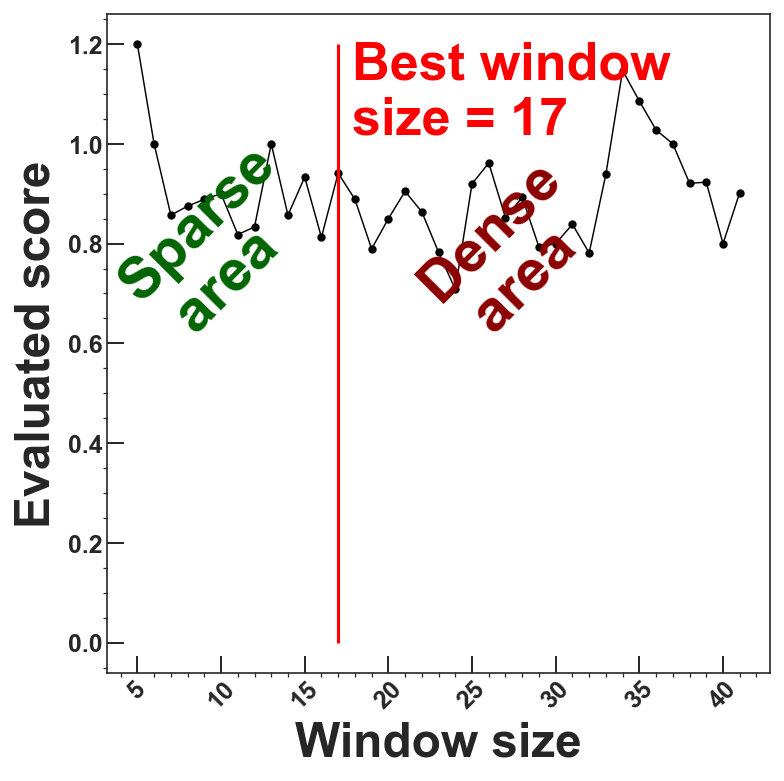 Best window
size = 17
Sparse
area
Dense
area
Evaluated score
1.2
1.0
0.8
0.6
0.4
0.2
0.0
5
10
15
20
25
30
35
40
Window size